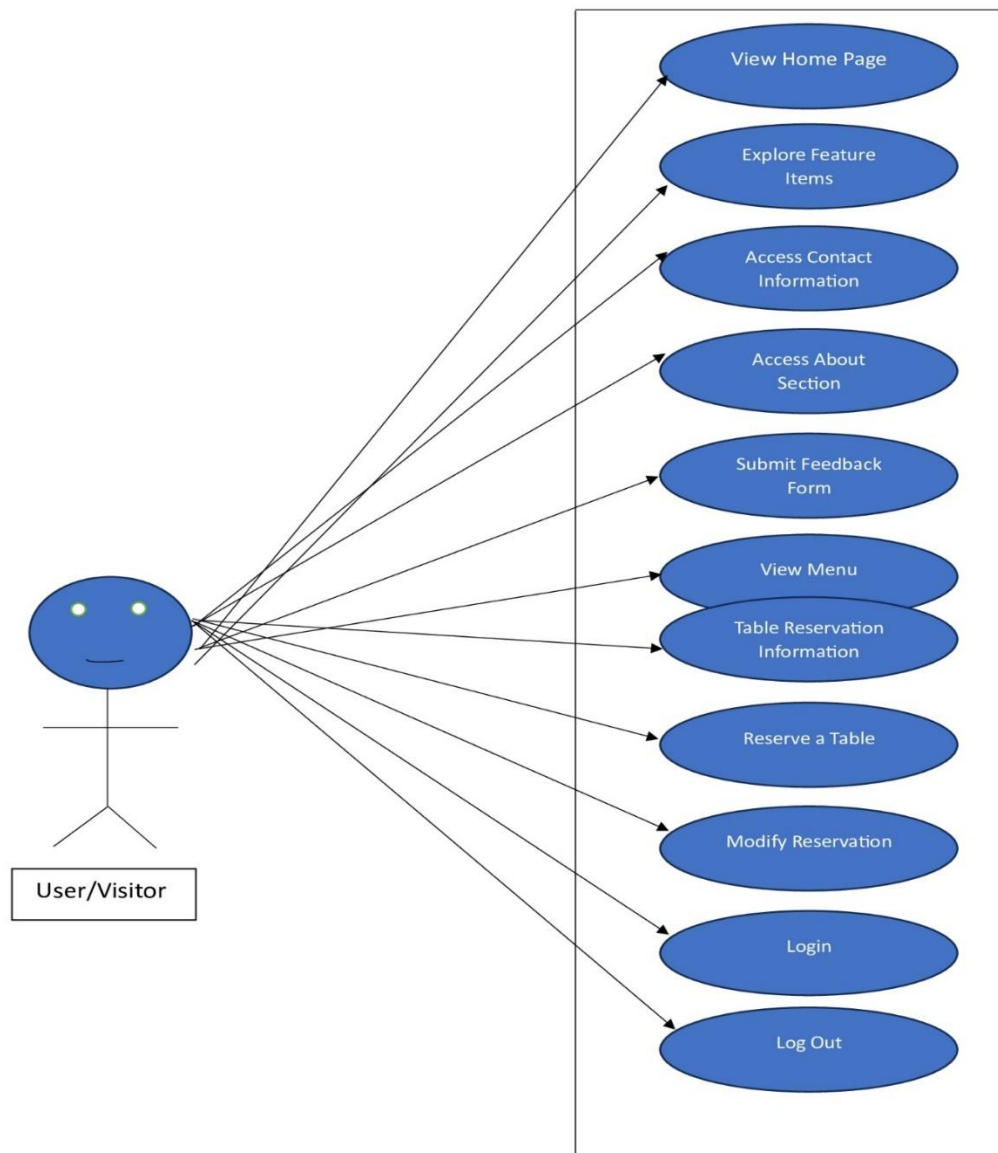 View Home Page
Explore Feature
Items
Access Contact
Information
Access About
Section
Submit Feedback
Form
View Menu
Table Reservation
Information
Reserve a Table
Modify Reservation
User/Visitor
Login
Log Out